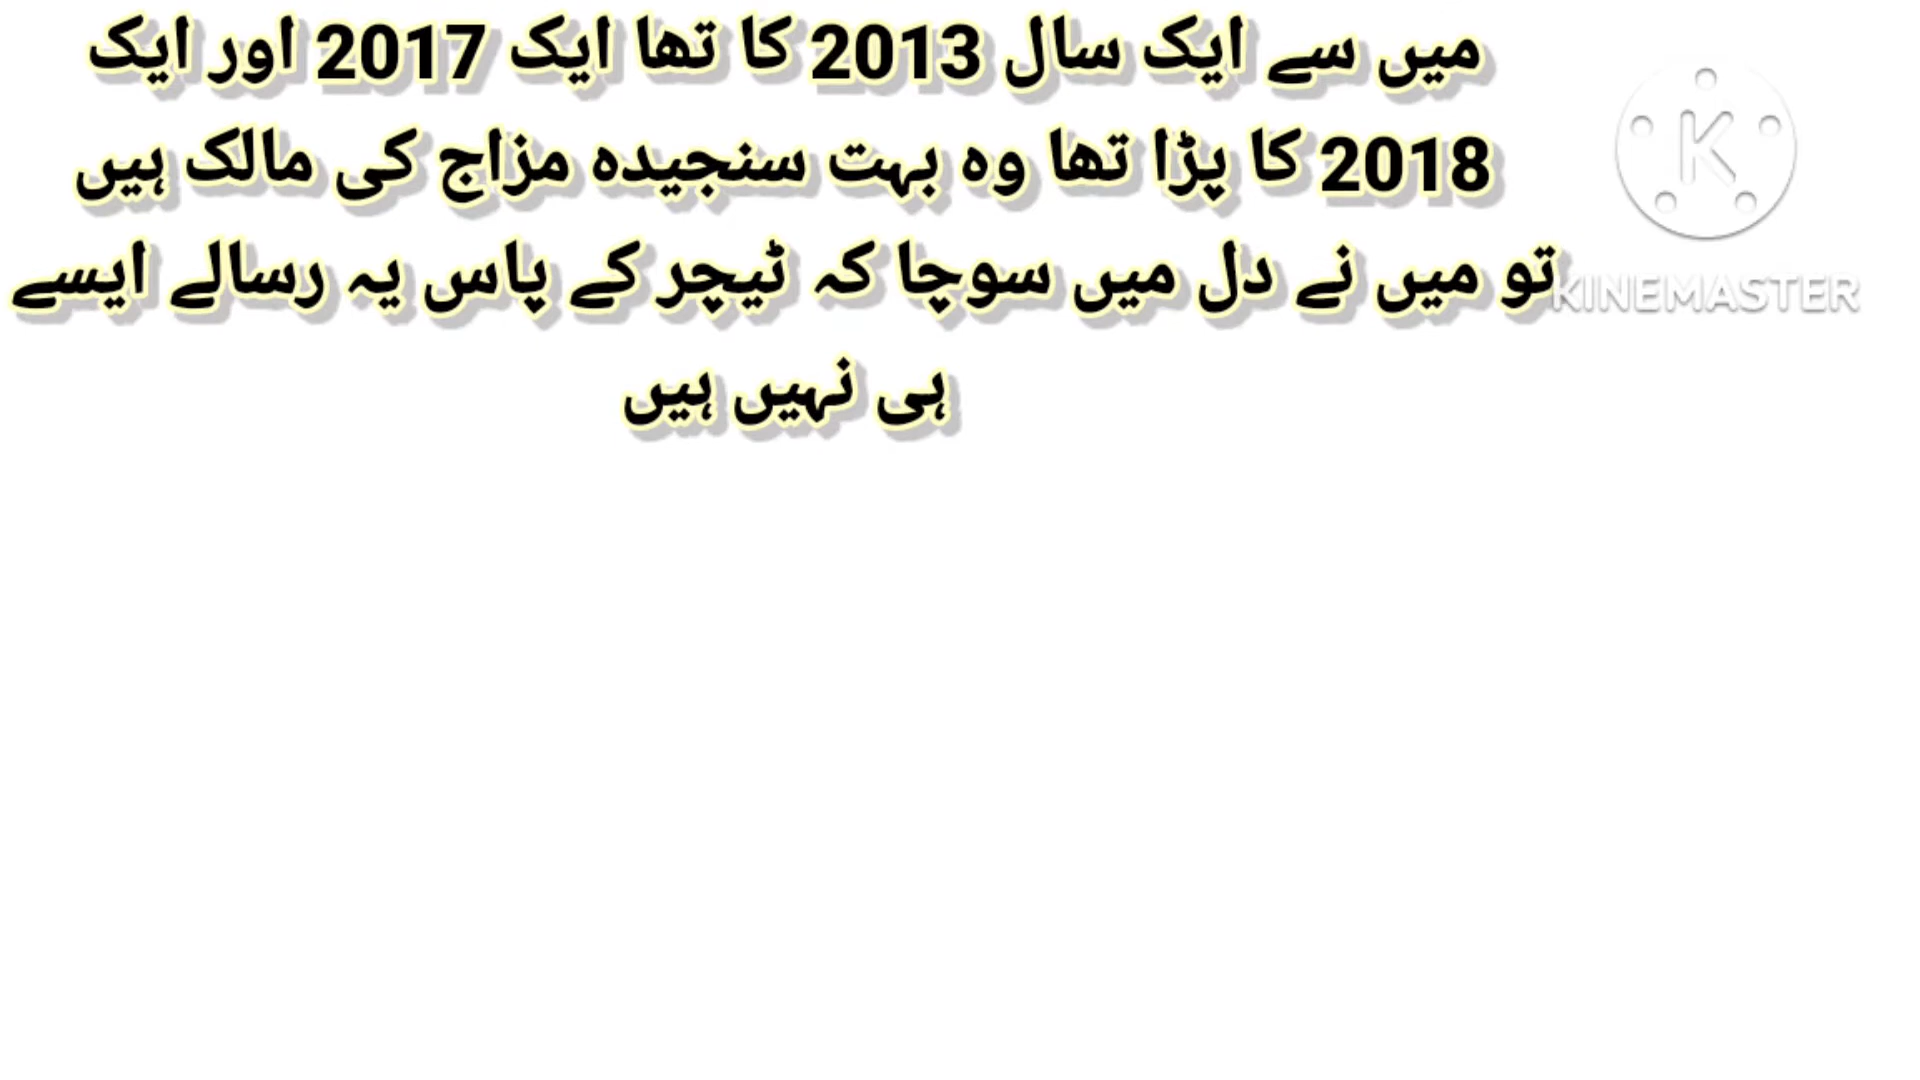 میں سے ایک سال 2013 کا تھا ایک 2017 اور ایک
2018 کا پڑا تھا وہ بہت سنجیدہ مزاج کی مالک ہیں
تو میں نے دل میں سوچا کہ ٹیچر کے پاس یہ رسالے ایسے
ہی نہیں ہیں
K
KINEMASTER